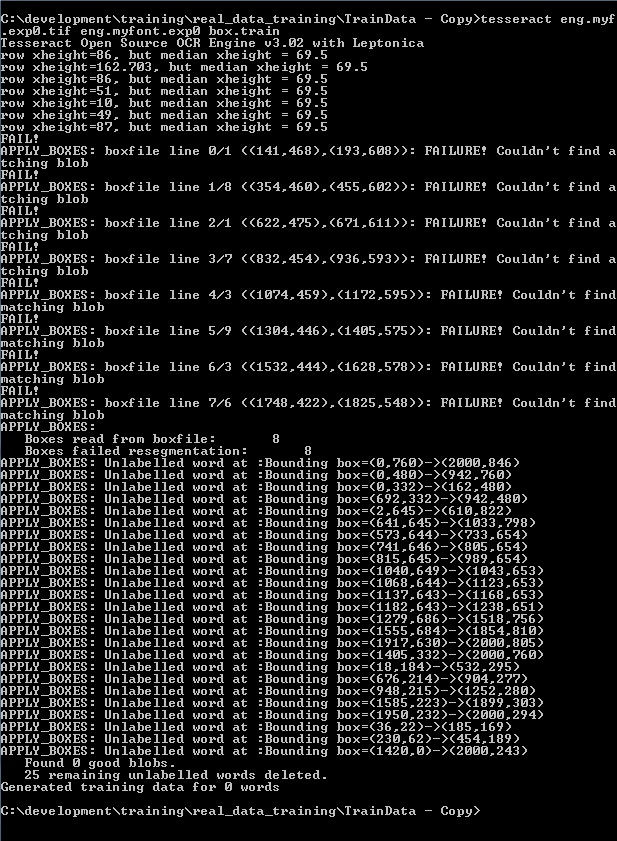 C:\development\training\real_data_training\TrainData - Copy>tesseract eng.myf
.exp0.tif eng.myfont.exp0 box.train
Tesseract Open Source OCR Engine v3.02 with Leptonica
row xheight=86, but median xheight = 69.5
row xheight=162.703, but median xheight = 69.5
row xheight=86, but median xheight = 69.5
row xheight=51, but median xheight = 69.5
row xheight=10, but median xheight = 69.5
row xheight=49, but median xheight = 69.5
row xheight=87, but median xheight = 69.5
FAIL!
APPLY_BOXES: boxfile line 0/1 ((141,468),(193,608)): FAILURE! Couldn't find a
tching blob
FAIL!
APPLY_BOXES: boxfile line 1/8 ((354,460),(455,602)): FAILURE! Couldn't find a
tching blob
FAIL!
APPLY_BOXES: boxfile line 2/1 ((622,475),(671,611)): FAILURE! Couldn't find a
tching blob
FAIL!
APPLY_BOXES: boxfile line 3/7 ((832,454),(936,593)): FAILURE! Couldn't find a
tching blob
FAIL!
APPLY_BOXES: boxfile line 4/3 ((1074,459),(1172,595)): FAILURE! Couldn't find
matching blob
FAIL!
APPLY_BOXES: boxfile line 5/9 ((1304,446),(1405,575)): FAILURE! Couldn't find
matching blob
FAIL!
APPLY_BOXES: boxfile line 6/3 ((1532,444),(1628,578)): FAILURE! Couldn't find
matching blob
FAIL!
APPLY_BOXES: boxfile line 7/6 ((1748,422),(1825,548)): FAILURE! Couldn't find
matching blob
APPLY_BOXES:
   Boxes read from boxfile:       8
   Boxes failed resegmentation:       8
APPLY_BOXES: Unlabelled word at :Bounding box=(0,760)->(2000,846)
APPLY_BOXES: Unlabelled word at :Bounding box=(0,480)->(942,760)
APPLY_BOXES: Unlabelled word at :Bounding box=(0,332)->(162,480)
APPLY_BOXES: Unlabelled word at :Bounding box=(692,332)->(942,480)
APPLY_BOXES: Unlabelled word at :Bounding box=(2,645)->(610,822)
APPLY_BOXES: Unlabelled word at :Bounding box=(641,645)->(1033,798)
APPLY_BOXES: Unlabelled word at :Bounding box=(573,644)->(733,654)
APPLY_BOXES: Unlabelled word at :Bounding box=(741,646)->(805,654)
APPLY_BOXES: Unlabelled word at :Bounding box=(815,645)->(989,654)
APPLY_BOXES: Unlabelled word at :Bounding box=(1040,649)->(1043,653)
APPLY_BOXES: Unlabelled word at :Bounding box=(1068,644)->(1123,653)
APPLY_BOXES: Unlabelled word at :Bounding box=(1137,643)->(1168,653)
APPLY_BOXES: Unlabelled word at :Bounding box=(1182,643)->(1238,651)
APPLY_BOXES: Unlabelled word at :Bounding box=(1279,686)->(1518,756)
APPLY_BOXES: Unlabelled word at :Bounding box=(1555,684)->(1854,810)
APPLY_BOXES: Unlabelled word at :Bounding box=(1917,630)->(2000,805)
APPLY_BOXES: Unlabelled word at :Bounding box=(1405,332)->(2000,760)
APPLY_BOXES: Unlabelled word at :Bounding box=(18,184)->(532,295)
APPLY_BOXES: Unlabelled word at :Bounding box=(676,214)->(904,277)
APPLY_BOXES: Unlabelled word at :Bounding box=(948,215)->(1252,280)
APPLY_BOXES: Unlabelled word at :Bounding box=(1585,223)->(1899,303)
APPLY_BOXES: Unlabelled word at :Bounding box=(1950,232)->(2000,294)
APPLY_BOXES: Unlabelled word at :Bounding box=(36,22)->(185,169)
APPLY_BOXES: Unlabelled word at :Bounding box=(230,62)->(454,189)
APPLY_BOXES: Unlabelled word at :Bounding box=(1420,0)->(2000,243)
   Found 0 good blobs.
   25 remaining unlabelled words deleted.
Generated training data for 0 words
C:\development\training\real_data_training\TrainData - Copy>